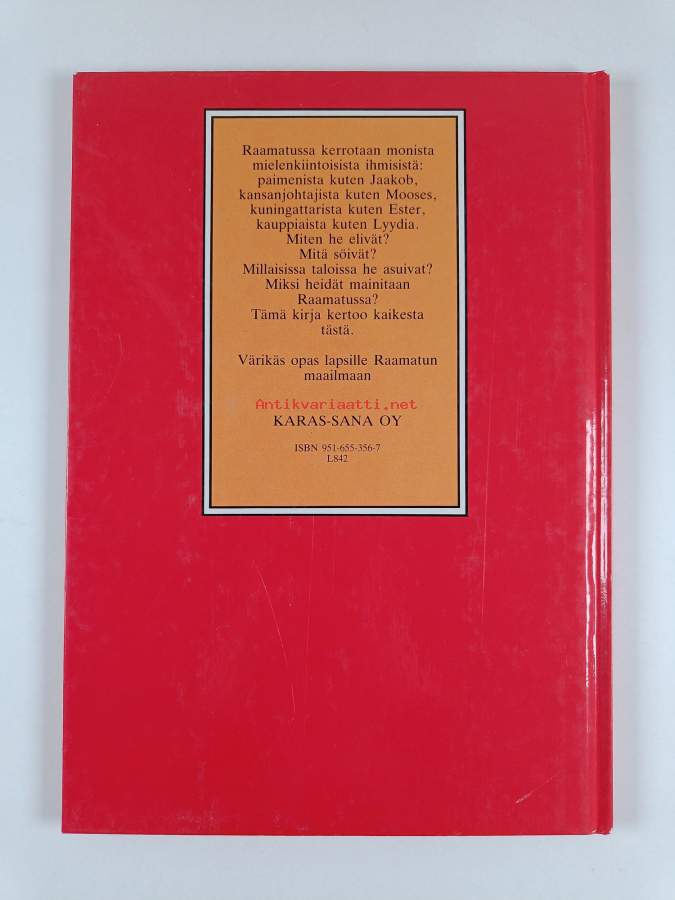 Raamatussa kerrotaan monista
mielenkiintoisista ihmisistä:
paimenista kuten Jaakob,
kansanjohtajista kuten Mooses,
kuningattarista kuten Ester,
kauppiaista kuten Lyydia.
Miten he elivät?
Mitä söivät?
Millaisissa taloissa he asuivat?
Miksi heidät mainitaan
Raamatussa?
Tämä kirja kertoo kaikesta
tästä.
Värikäs opas lapsille Raamatun
maailmaan
Antikvariaatti.net
KARAS-SANA OY
ISBN 951-655-356-7
L842